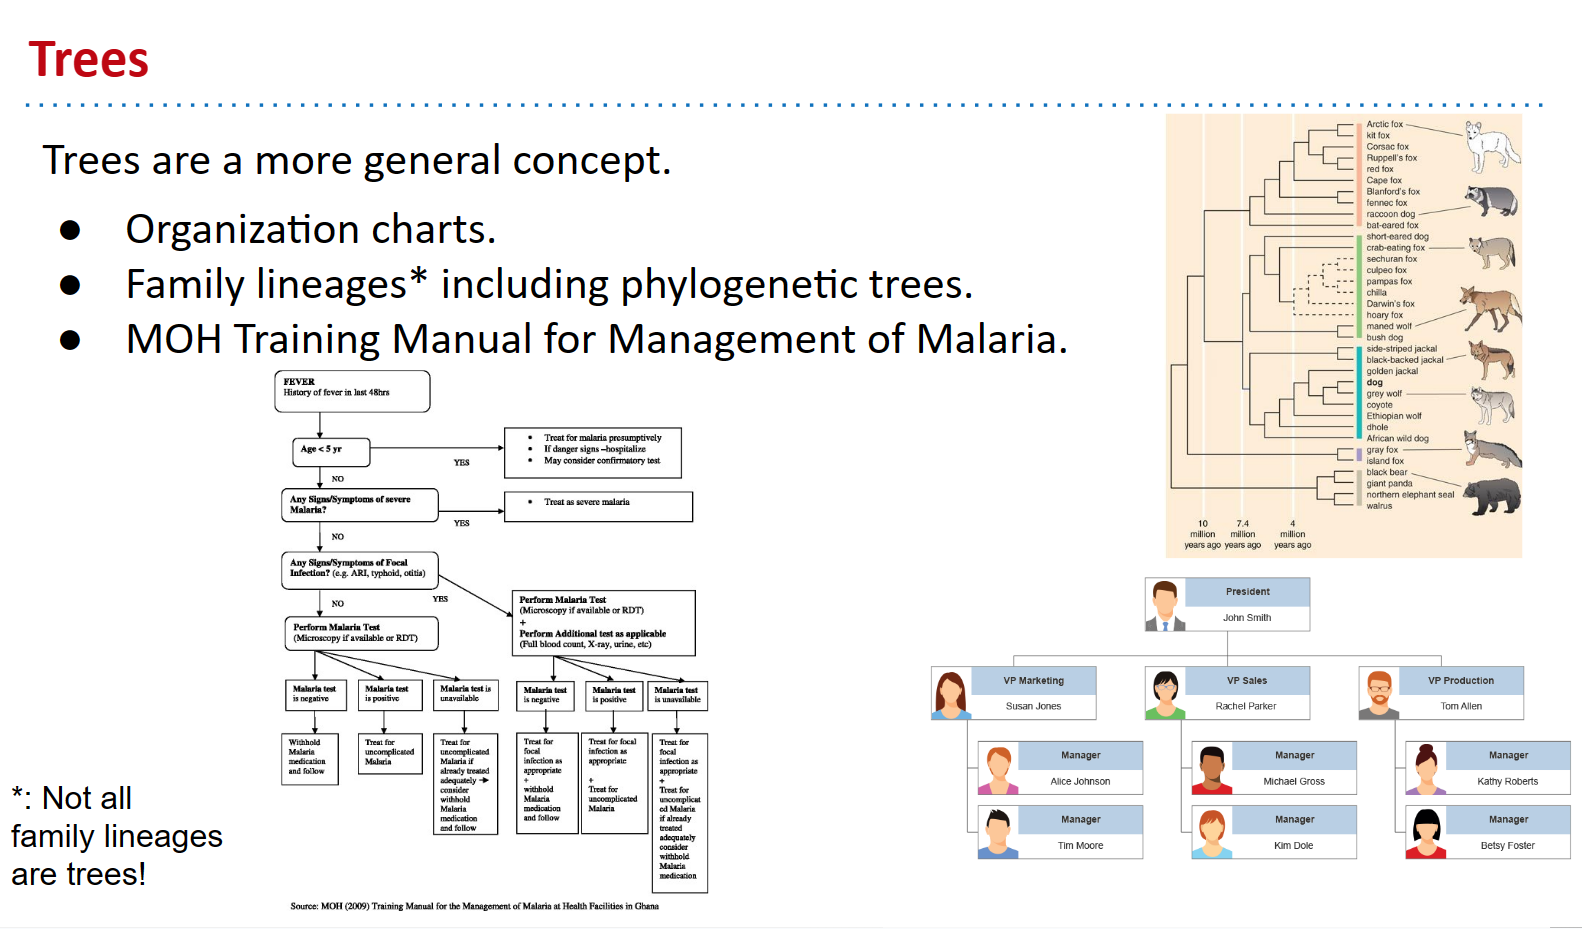 Trees
Trees are a more general concept.
● Organization charts.
● Family lineages* including phylogenetic trees.
● MOH Training Manual for Management of Malaria.
FEVER
History of fever in last 48hrs
Age < 5 yr
YES
• Treat for malaria presumptively
• If danger signs –hospitalize
• May consider confirmatory test
NO
Any Signs/Symptoms of severe
Malaria?
YES
• Treat as severe malaria
NO
Any Signs/Symptoms of Focal
Infection? (e.g. ARI, typhoid, otitis)
YES
NO
Perform Malaria Test
(Microscopy if available or RDT)
Perform Malaria Test
(Microscopy if available or RDT)
+
Perform Additional test as applicable
(Full blood count, X-ray, urine, etc)
Malaria test
is negative
Malaria test
is positive
Malaria test is
unavailable
Malaria test
is negative
Malaria test
is positive
Malaria test
is unavailable
Withhold
Malaria
medication
and follow
Treat for
uncomplicated
Malaria
Treat for
uncomplicated
Malaria if
already treated
adequately →
consider
withhold
Malaria
medication
and follow
Treat for
focal
infection as
appropriate
+
withhold
Malaria
medication
and follow
Treat for focal
infection as
appropriate
+
Treat for
uncomplicated
Malaria
Treat for
focal
infection as
appropriate
+
Treat for
uncomplicat
ed Malaria
if already
treated
adequately
consider
withhold
Malaria
medication
Source: MOH (2009) Training Manual for the Management of Malaria at Health Facilities in Ghana
*: Not all
family lineages
are trees!
Arctic fox
kit fox
Corsac fox
Ruppell's fox
red fox
Cape fox
Blanford's fox
fennec fox
raccoon dog
bat-eared fox
short-eared dog
crab-eating fox
sechuran fox
culpeo fox
pampas fox
chilla
Darwin's fox
hoary fox
maned wolf
bush dog
side-striped jackal
black-backed jackal
golden jackal
dog
grey wolf
coyote
Ethiopian wolf
dhole
African wild dog
gray fox
island fox
black bear
giant panda
northern elephant seal
walrus
10
million
years ago
7.4
million
years ago
4
million
years ago
President
John Smith
VP Marketing
Susan Jones
VP Sales
Rachel Parker
VP Production
Tom Allen
Manager
Alice Johnson
Manager
Michael Gross
Manager
Kathy Roberts
Manager
Tim Moore
Manager
Kim Dole
Manager
Betsy Foster